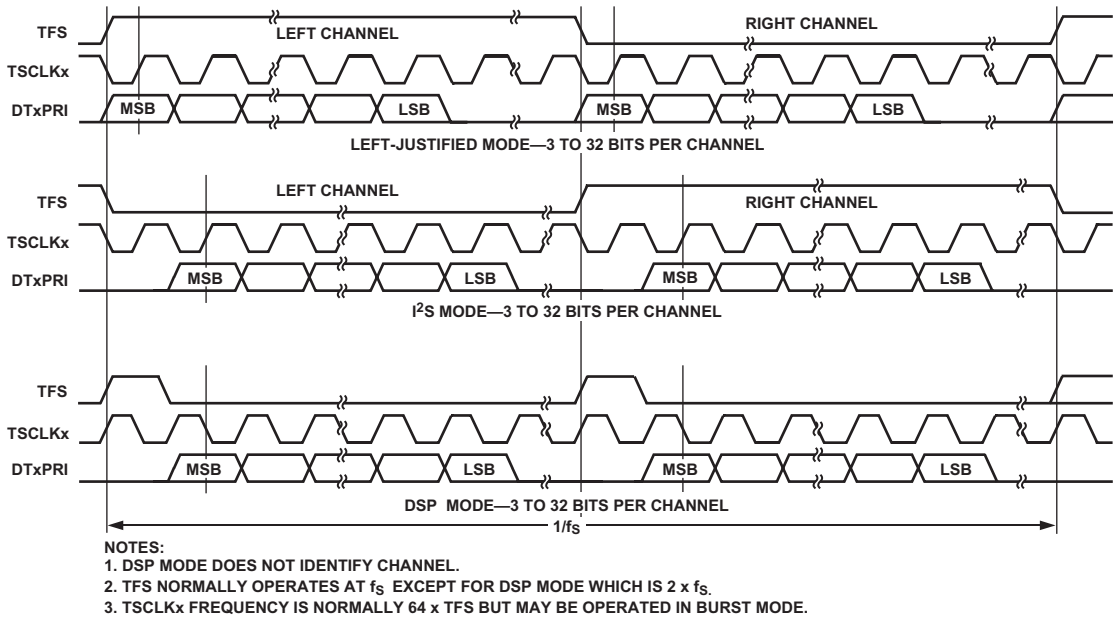 LEFT CHANNEL RIGHT CHANNEL
TFS
TSCLKx
DTxPRI MSB LSB MSB LSB
LEFT-JUSTIFIED MODE—3 TO 32 BITS PER CHANNEL
LEFT CHANNEL RIGHT CHANNEL
TFS
TSCLKx
DTxPRI MSB LSB MSB LSB
I2S MODE—3 TO 32 BITS PER CHANNEL
TFS
TSCLKx
DTxPRI MSB LSB MSB LSB
DSP MODE—3 TO 32 BITS PER CHANNEL
1/fS
NOTES:
1. DSP MODE DOES NOT IDENTIFY CHANNEL.
2. TFS NORMALLY OPERATES AT fS EXCEPT FOR DSP MODE WHICH IS 2 x fS.
3. TSCLKx FREQUENCY IS NORMALLY 64 x TFS BUT MAY BE OPERATED IN BURST MODE.